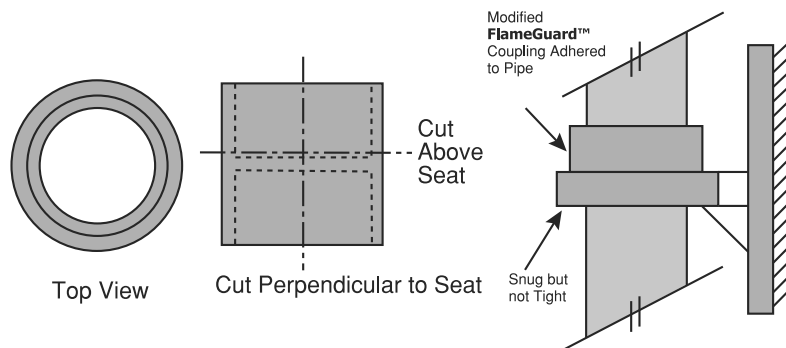 Top View
Cut
Above
Seat
Cut Perpendicular to Seat
Modified
FlameGuard™
Coupling Adhered
to Pipe
Snug but
not Tight